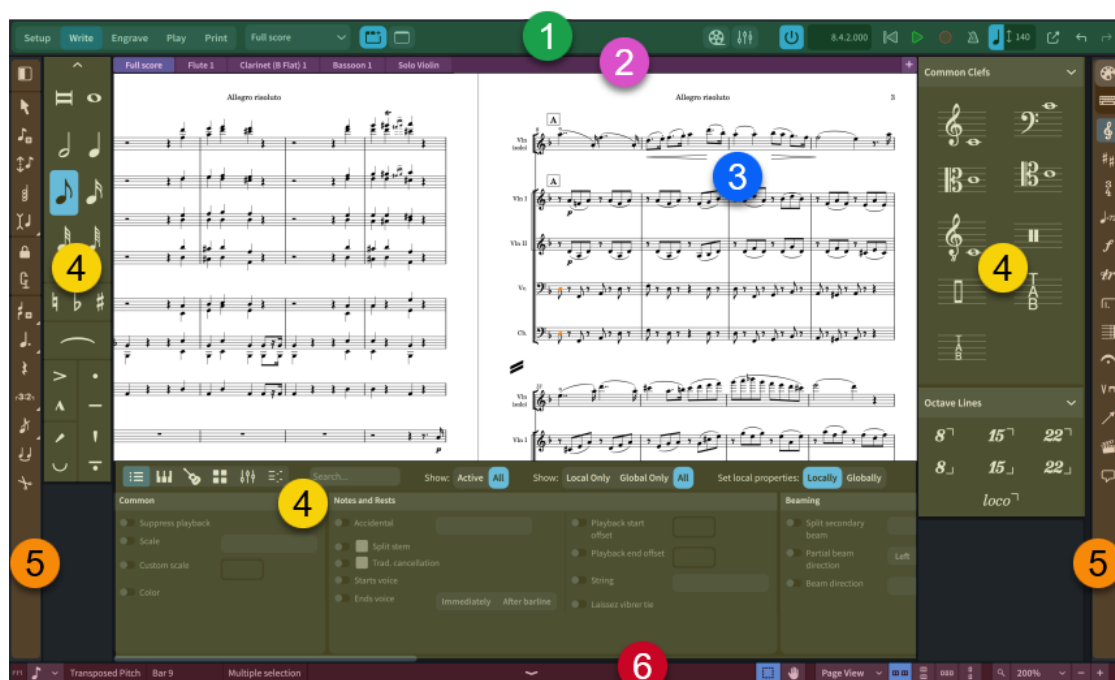 Setup Write Engrave Play Print Full score 1 8.4.2.000 140
Full score Flute 1 Clarinet (B Flat) 1 Bassoon 1 Solo Violin 2 +
Common Clefs
Allegro risoluto
Allegro risoluto 3
A
Vln (solo)
3
A
Vln I
p
4
4
Vln II
p
Vc.
T A B
Cb.
T A B
Vln (solo)
Octave Lines
8 15 22
Vln I
8 15 22
p
loco
Search... Show: Active All Show: Local Only Global Only All Set local properties: Locally Globally
4
Common Notes and Rests Beaming
Suppress playback Accidental Playback start offset Split secondary beam
Scale Split stem Playback end offset Partial beam direction Left
Custom scale Trad. cancellation String Beam direction
Color Starts voice Laissez vibrer tie
Ends voice Immediately After barline
5
5
6
Transposed Pitch Bar 9 Multiple selection Page View 200%